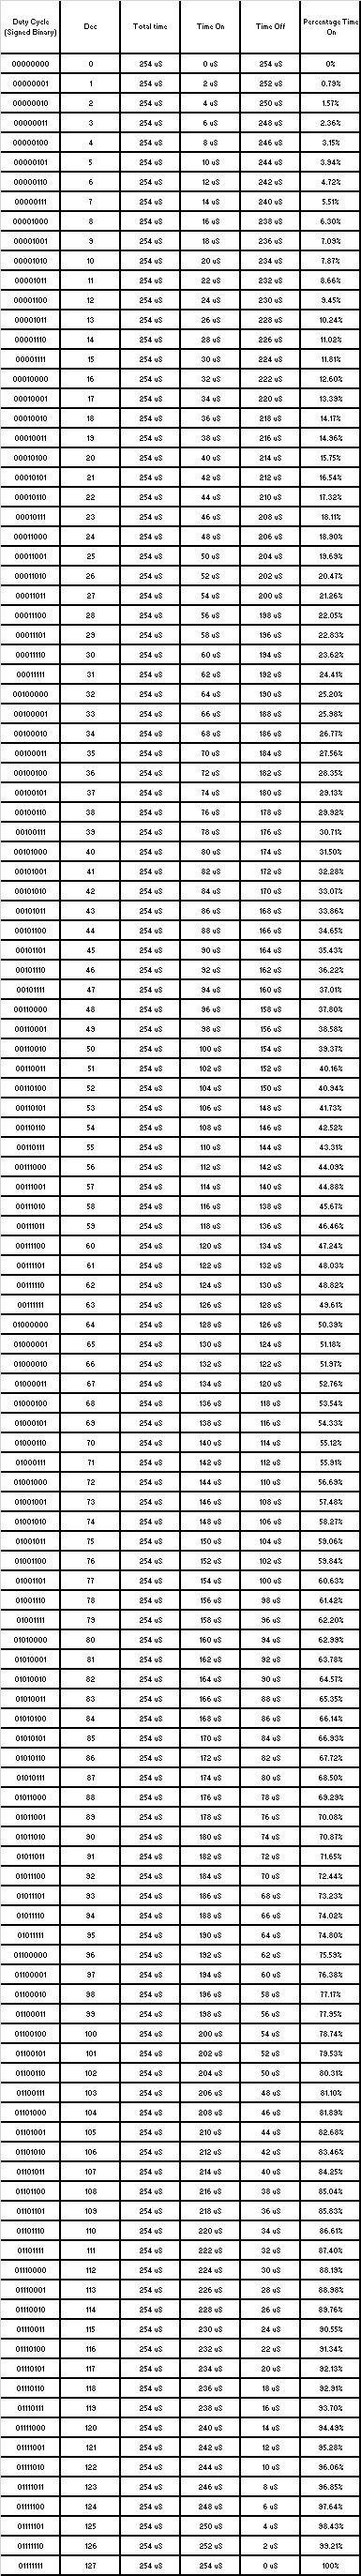 Duty Cycle (Signed Binary) Dec Total time Time On Time Off Percentage Time On
00000000 0 254 uS 0 uS 254 uS 0%
00000001 1 254 uS 2 uS 252 uS 0.79%
00000010 2 254 uS 4 uS 250 uS 1.57%
00000011 3 254 uS 6 uS 248 uS 2.36%
00000100 4 254 uS 8 uS 246 uS 3.15%
00000101 5 254 uS 10 uS 244 uS 3.94%
00000110 6 254 uS 12 uS 242 uS 4.72%
00000111 7 254 uS 14 uS 240 uS 5.51%
00001000 8 254 uS 16 uS 238 uS 6.30%
00001001 9 254 uS 18 uS 236 uS 7.09%
00001010 10 254 uS 20 uS 234 uS 7.87%
00001011 11 254 uS 22 uS 232 uS 8.66%
00001100 12 254 uS 24 uS 230 uS 9.45%
00001011 13 254 uS 26 uS 228 uS 10.24%
00001110 14 254 uS 28 uS 226 uS 11.02%
00001111 15 254 uS 30 uS 224 uS 11.81%
00010000 16 254 uS 32 uS 222 uS 12.60%
00010001 17 254 uS 34 uS 220 uS 13.39%
00010010 18 254 uS 36 uS 218 uS 14.17%
00010011 19 254 uS 38 uS 216 uS 14.96%
00010100 20 254 uS 40 uS 214 uS 15.75%
00010101 21 254 uS 42 uS 212 uS 16.54%
00010110 22 254 uS 44 uS 210 uS 17.32%
00010111 23 254 uS 46 uS 208 uS 18.11%
00011000 24 254 uS 48 uS 206 uS 18.90%
00011001 25 254 uS 50 uS 204 uS 19.69%
00011010 26 254 uS 52 uS 202 uS 20.47%
00011011 27 254 uS 54 uS 200 uS 21.26%
00011100 28 254 uS 56 uS 198 uS 22.05%
00011101 29 254 uS 58 uS 196 uS 22.83%
00011110 30 254 uS 60 uS 194 uS 23.62%
00011111 31 254 uS 62 uS 192 uS 24.41%
00100000 32 254 uS 64 uS 190 uS 25.20%
00100001 33 254 uS 66 uS 188 uS 25.98%
00100010 34 254 uS 68 uS 186 uS 26.77%
00100011 35 254 uS 70 uS 184 uS 27.56%
00100100 36 254 uS 72 uS 182 uS 28.35%
00100101 37 254 uS 74 uS 180 uS 29.13%
00100110 38 254 uS 76 uS 178 uS 29.92%
00100111 39 254 uS 78 uS 176 uS 30.71%
00101000 40 254 uS 80 uS 174 uS 31.50%
00101001 41 254 uS 82 uS 172 uS 32.28%
00101010 42 254 uS 84 uS 170 uS 33.07%
00101011 43 254 uS 86 uS 168 uS 33.86%
00101100 44 254 uS 88 uS 166 uS 34.65%
00101101 45 254 uS 90 uS 164 uS 35.43%
00101110 46 254 uS 92 uS 162 uS 36.22%
00101111 47 254 uS 94 uS 160 uS 37.01%
00110000 48 254 uS 96 uS 158 uS 37.80%
00110001 49 254 uS 98 uS 156 uS 38.58%
00110010 50 254 uS 100 uS 154 uS 39.37%
00110011 51 254 uS 102 uS 152 uS 40.16%
00110100 52 254 uS 104 uS 150 uS 40.94%
00110101 53 254 uS 106 uS 148 uS 41.73%
00110110 54 254 uS 108 uS 146 uS 42.52%
00110111 55 254 uS 110 uS 144 uS 43.31%
00111000 56 254 uS 112 uS 142 uS 44.09%
00111001 57 254 uS 114 uS 140 uS 44.88%
00111010 58 254 uS 116 uS 138 uS 45.67%
00111011 59 254 uS 118 uS 136 uS 46.46%
00111100 60 254 uS 120 uS 134 uS 47.24%
00111101 61 254 uS 122 uS 132 uS 48.03%
00111110 62 254 uS 124 uS 130 uS 48.82%
00111111 63 254 uS 126 uS 128 uS 49.61%
01000000 64 254 uS 128 uS 126 uS 50.39%
01000001 65 254 uS 130 uS 124 uS 51.18%
01000010 66 254 uS 132 uS 122 uS 51.97%
01000011 67 254 uS 134 uS 120 uS 52.76%
01000100 68 254 uS 136 uS 118 uS 53.54%
01000101 69 254 uS 138 uS 116 uS 54.33%
01000110 70 254 uS 140 uS 114 uS 55.12%
01000111 71 254 uS 142 uS 112 uS 55.91%
01001000 72 254 uS 144 uS 110 uS 56.69%
01001001 73 254 uS 146 uS 108 uS 57.48%
01001010 74 254 uS 148 uS 106 uS 58.27%
01001011 75 254 uS 150 uS 104 uS 59.06%
01001100 76 254 uS 152 uS 102 uS 59.84%
01001101 77 254 uS 154 uS 100 uS 60.63%
01001110 78 254 uS 156 uS 98 uS 61.42%
01001111 79 254 uS 158 uS 96 uS 62.20%
01010000 80 254 uS 160 uS 94 uS 62.99%
01010001 81 254 uS 162 uS 92 uS 63.78%
01010010 82 254 uS 164 uS 90 uS 64.57%
01010011 83 254 uS 166 uS 88 uS 65.35%
01010100 84 254 uS 168 uS 86 uS 66.14%
01010101 85 254 uS 170 uS 84 uS 66.93%
01010110 86 254 uS 172 uS 82 uS 67.72%
01010111 87 254 uS 174 uS 80 uS 68.50%
01011000 88 254 uS 176 uS 78 uS 69.29%
01011001 89 254 uS 178 uS 76 uS 70.08%
01011010 90 254 uS 180 uS 74 uS 70.87%
01011011 91 254 uS 182 uS 72 uS 71.65%
01011100 92 254 uS 184 uS 70 uS 72.44%
01011101 93 254 uS 186 uS 68 uS 73.23%
01011110 94 254 uS 188 uS 66 uS 74.02%
01011111 95 254 uS 190 uS 64 uS 74.80%
01100000 96 254 uS 192 uS 62 uS 75.59%
01100001 97 254 uS 194 uS 60 uS 76.38%
01100010 98 254 uS 196 uS 58 uS 77.17%
01100011 99 254 uS 198 uS 56 uS 77.95%
01100100 100 254 uS 200 uS 54 uS 78.74%
01100101 101 254 uS 202 uS 52 uS 79.53%
01100110 102 254 uS 204 uS 50 uS 80.31%
01100111 103 254 uS 206 uS 48 uS 81.10%
01101000 104 254 uS 208 uS 46 uS 81.89%
01101001 105 254 uS 210 uS 44 uS 82.68%
01101010 106 254 uS 212 uS 42 uS 83.46%
01101011 107 254 uS 214 uS 40 uS 84.25%
01101100 108 254 uS 216 uS 38 uS 85.04%
01101101 109 254 uS 218 uS 36 uS 85.83%
01101110 110 254 uS 220 uS 34 uS 86.61%
01101111 111 254 uS 222 uS 32 uS 87.40%
01110000 112 254 uS 224 uS 30 uS 88.19%
01110001 113 254 uS 226 uS 28 uS 88.98%
01110010 114 254 uS 228 uS 26 uS 89.76%
01110011 115 254 uS 230 uS 24 uS 90.55%
01110100 116 254 uS 232 uS 22 uS 91.34%
01110101 117 254 uS 234 uS 20 uS 92.13%
01110110 118 254 uS 236 uS 18 uS 92.91%
01110111 119 254 uS 238 uS 16 uS 93.70%
01111000 120 254 uS 240 uS 14 uS 94.49%
01111001 121 254 uS 242 uS 12 uS 95.28%
01111010 122 254 uS 244 uS 10 uS 96.06%
01111011 123 254 uS 246 uS 8 uS 96.85%
01111100 124 254 uS 248 uS 6 uS 97.64%
01111101 125 254 uS 250 uS 4 uS 98.43%
01111110 126 254 uS 252 uS 2 uS 99.21%
01111111 127 254 uS 254 uS 0 uS 100%